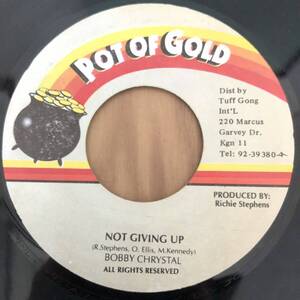 POT OF GOLD
Dist by
Tuff Gong
Int'L
220 Marcus
Garvey Dr.
Kgn 11
Tel: 92-39380-4
PRODUCED BY:
Richie Stephens
NOT GIVING UP
(R.Stephens, O. Ellis, M.Kennedy)
BOBBY CHRYSTAL
ALL RIGHTS RESERVED